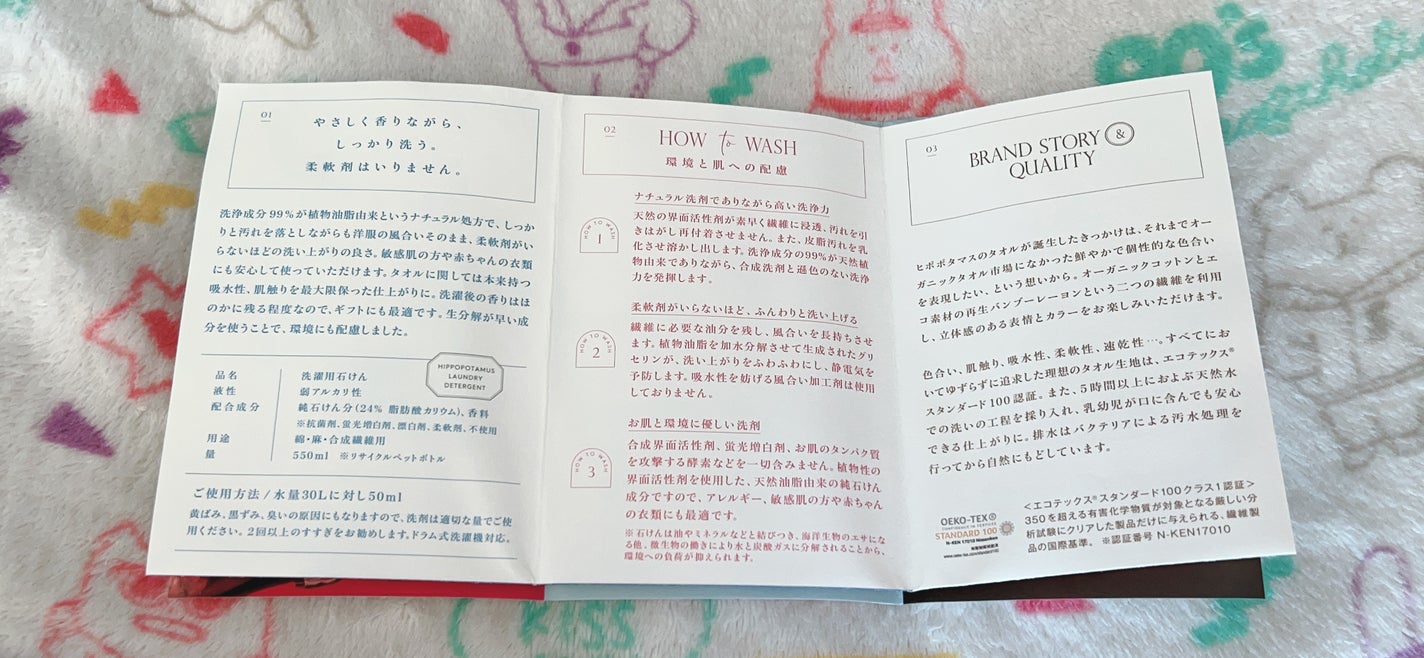 01
やさしく香りながら、
しっかり洗う。
柔軟剤はいりません。
洗浄成分99%が植物油脂由来というナチュラル処方で、しっか
りと汚れを落としながらも洋服の風合いそのまま、柔軟剤がい
らないほどの洗い上がりの良さ。敏感肌の方や赤ちゃんの衣類
にも安心して使っていただけます。タオルに関しては本来持つ
吸水性、肌触りを最大限保った仕上がりに。洗濯後の香りはほ
のかに残る程度なので、ギフトにも最適です。生分解が早い成
分を使うことで、環境にも配慮しました。
HIPPOPOTAMUS
LAUNDRY
DETERGENT
品名 洗濯用石けん
液性 弱アルカリ性
配合成分 純石けん分(24% 脂肪酸カリウム)、香料
※抗菌剤、蛍光増白剤、漂白剤、柔軟剤、不使用
用途 綿・麻・合成繊維用
量 550ml ※リサイクルペットボトル
ご使用方法 / 水量30Lに対し50ml
黄ばみ、黒ずみ、臭いの原因にもなりますので、洗剤は適切な量でご使
用ください。2回以上のすすぎをお勧めします。ドラム式洗濯機対応。
02
HOW to WASH
環境と肌への配慮
HOW TO WASH
1
ナチュラル洗剤でありながら高い洗浄力
天然の界面活性剤が素早く繊維に浸透、汚れを引
きはがし再付着させません。また、皮脂汚れを乳
化させ溶かし出します。洗浄成分の99%が天然植
物由来でありながら、合成洗剤と遜色のない洗浄
力を発揮します。
HOW TO WASH
2
柔軟剤がいらないほど、ふんわりと洗い上げる
繊維に必要な油分を残し、風合いを長持ちさせ
ます。植物油脂を加水分解させて生成されたグリ
セリンが、洗い上がりをふわふわにし、静電気を
予防します。吸水性を妨げる風合い加工剤は使用
しておりません。
HOW TO WASH
3
お肌と環境に優しい洗剤
合成界面活性剤、蛍光増白剤、お肌のタンパク質
を攻撃する酵素などを一切含みません。植物性の
界面活性剤を使用した、天然油脂由来の純石けん
成分ですので、アレルギー、敏感肌の方や赤ちゃん
の衣類にも最適です。
※石けんは油やミネラルなどと結びつき、海洋生物のエサにな
る他、微生物の働きにより水と炭酸ガスに分解されることから、
環境への負荷が抑えられます。
03
BRAND STORY &
QUALITY
ヒポポタマスのタオルが誕生したきっかけは、それまでオー
ガニックタオル市場になかった鮮やかで個性的な色合い
を表現したい、という想いから。オーガニックコットンとエ
コ素材の再生バンブーレーヨンという二つの繊維を利用
し、立体感のある表情とカラーをお楽しみいただけます。
色合い、肌触り、吸水性、柔軟性、速乾性…。すべてにお
いてゆずらずに追求した理想のタオル生地は、エコテックス®
スタンダード100認証。また、5時間以上におよぶ天然水
での洗いの工程を採り入れ、乳幼児が口に含んでも安心
できる仕上がりに。排水はバクテリアによる汚水処理を
行ってから自然にもどしています。
OEKO-TEX®
CONFIDENCE IN TEXTILES
STANDARD 100
N-KEN 17010 Nissenken
<エコテックス®スタンダード100クラス1認証>
350を超える有害化学物質が対象となる厳しい分
析試験にクリアした製品だけに与えられる、繊維製
品の国際基準。 ※認証番号 N-KEN17010
90's
KISS